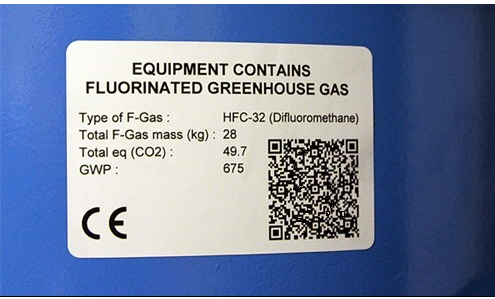 EQUIPMENT CONTAINS
FLUORINATED GREENHOUSE GAS
Type of F-Gas : HFC-32 (Difluoromethane)
Total F-Gas mass (kg) : 28
Total eq (CO2) : 49.7
GWP : 675
CE